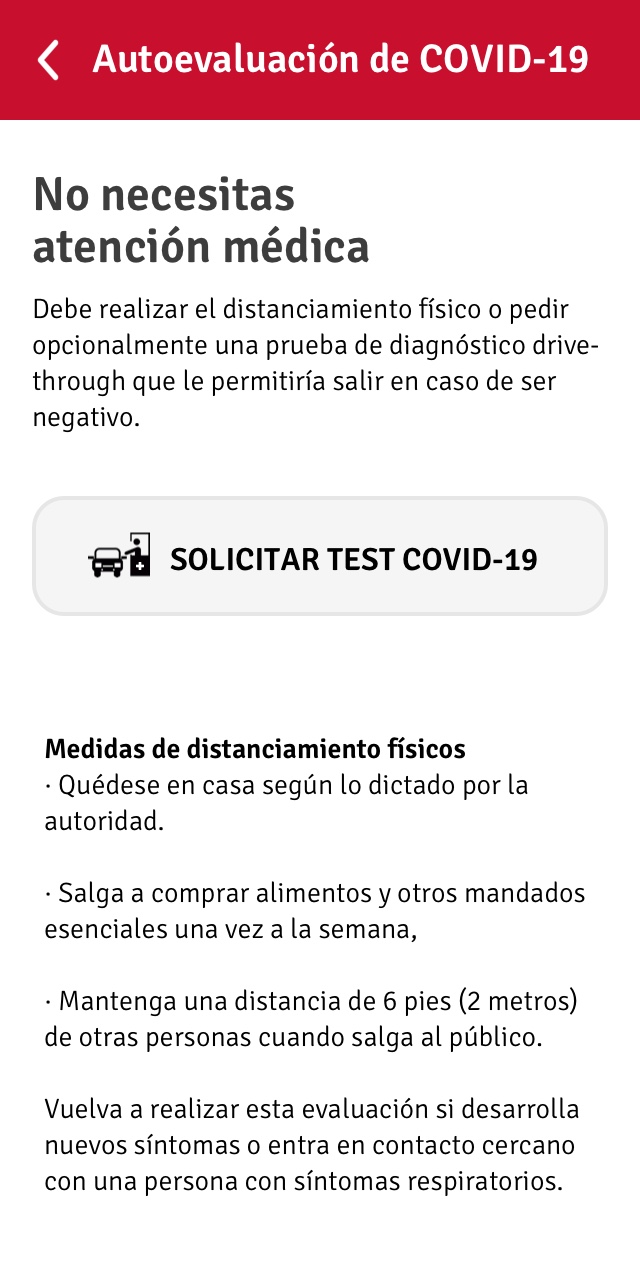 Autoevaluación de COVID-19
No necesitas
atención médica
Debe realizar el distanciamiento físico o pedir
opcionalmente una prueba de diagnóstico drive-
through que le permitiría salir en caso de ser
negativo.
SOLICITAR TEST COVID-19
Medidas de distanciamiento físicos
· Quédese en casa según lo dictado por la
autoridad.
· Salga a comprar alimentos y otros mandados
esenciales una vez a la semana,
· Mantenga una distancia de 6 pies (2 metros)
de otras personas cuando salga al público.
Vuelva a realizar esta evaluación si desarrolla
nuevos síntomas o entra en contacto cercano
con una persona con síntomas respiratorios.